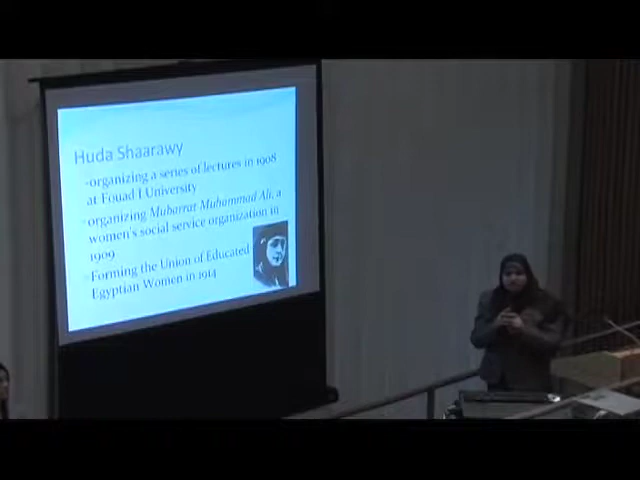 Huda Shaarawy
-organizing a series of lectures in 1908
at Fouad I University
-organizing Mubarrat Muhammad Ali, a
women's social service organization in
1909
Forming the Union of Educated
Egyptian Women in 1914